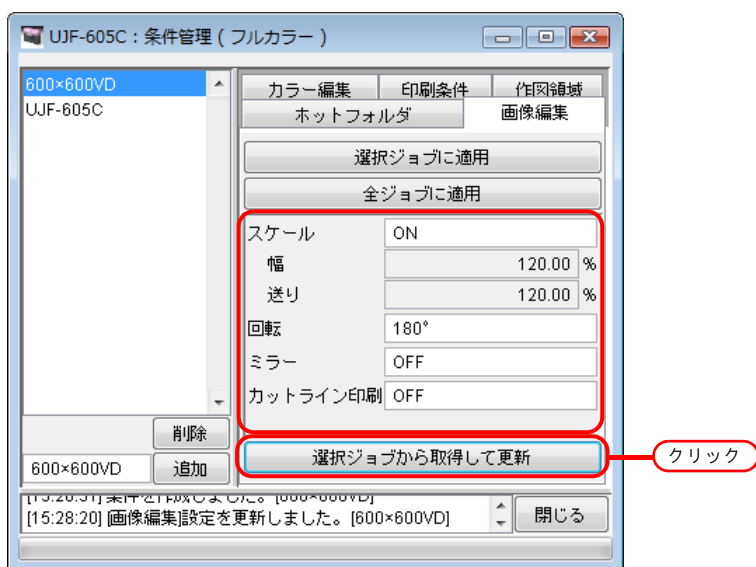 UJF-605C：条件管理 ( フルカラー )
600×600VD
UJF-605C
カラー編集
印刷条件
作図領域
ホットフォルダ
画像編集
選択ジョブに適用
全ジョブに適用
スケール ON
幅 120.00 %
送り 120.00 %
回転 180°
ミラー OFF
カットライン印刷 OFF
削除
選択ジョブから取得して更新
クリック
600×600VD
追加
[15:28:20] [画像編集]設定を更新しました。[600×600VD]
閉じる